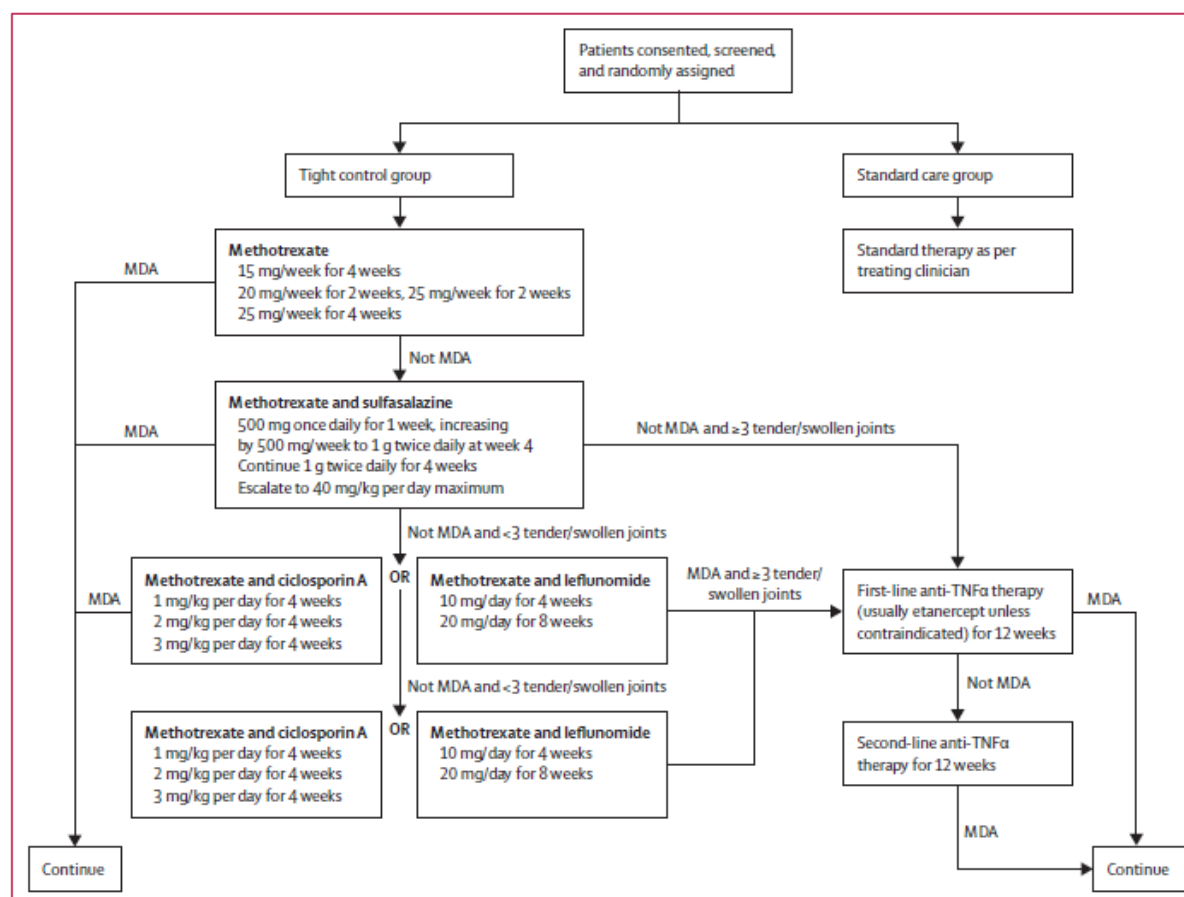 Patients consented, screened,
and randomly assigned
Tight control group
Standard care group
Methotrexate
15 mg/week for 4 weeks
20 mg/week for 2 weeks, 25 mg/week for 2 weeks
25 mg/week for 4 weeks
Standard therapy as per
treating clinician
MDA
Not MDA
Methotrexate and sulfasalazine
500 mg once daily for 1 week, increasing
by 500 mg/week to 1 g twice daily at week 4
Continue 1 g twice daily for 4 weeks
Escalate to 40 mg/kg per day maximum
MDA
Not MDA and ≥3 tender/swollen joints
Not MDA and <3 tender/swollen joints
Methotrexate and ciclosporin A
1 mg/kg per day for 4 weeks
2 mg/kg per day for 4 weeks
3 mg/kg per day for 4 weeks
OR
Methotrexate and leflunomide
10 mg/day for 4 weeks
20 mg/day for 8 weeks
MDA
MDA and ≥3 tender/
swollen joints
First-line anti-TNFα therapy
(usually etanercept unless
contraindicated) for 12 weeks
MDA
Not MDA and <3 tender/swollen joints
Not MDA
Methotrexate and ciclosporin A
1 mg/kg per day for 4 weeks
2 mg/kg per day for 4 weeks
3 mg/kg per day for 4 weeks
OR
Methotrexate and leflunomide
10 mg/day for 4 weeks
20 mg/day for 8 weeks
Second-line anti-TNFα
therapy for 12 weeks
MDA
Continue
Continue